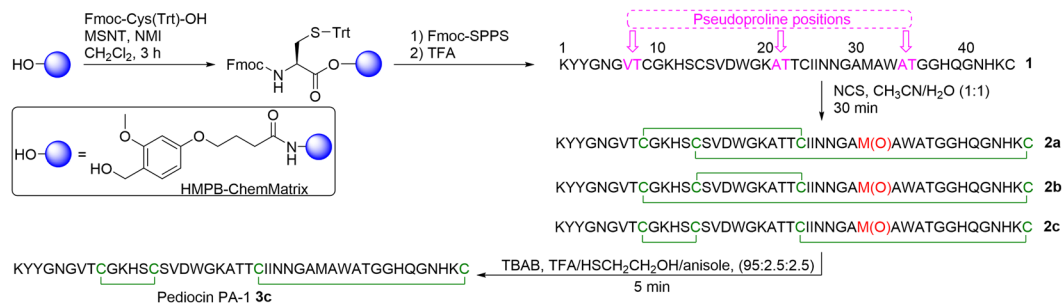 Fmoc-Cys(Trt)-OH
MSNT, NMI
CH2Cl2, 3 h
HO
S Trt
FmocN
H
O
O
1) Fmoc-SPPS
2) TFA
Pseudoproline positions
1 10 20 30 40
KYYGNGVTCGKHSCSVDWGKATTCIINNGAMAWATGGHQGNHKC 1
NCS, CH3CN/H2O (1:1)
30 min
HO =
O
O
HO
O
N
H
HMPB-ChemMatrix
KYYGNGVTCGKHSCSVDWGKATTCIINNGAM(O)AWATGGHQGNHKC 2a
KYYGNGVTCGKHSCSVDWGKATTCIINNGAM(O)AWATGGHQGNHKC 2b
KYYGNGVTCGKHSCSVDWGKATTCIINNGAM(O)AWATGGHQGNHKC 2c
KYYGNGVTCGKHSCSVDWGKATTCIINNGAMAWATGGHQGNHKC
Pediocin PA-1 3c
TBAB, TFA/HSCH2CH2OH/anisole, (95:2.5:2.5)
5 min